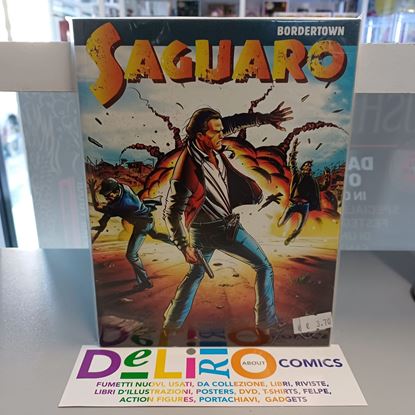 BORDERTOWN
SAGUARO
€ 3,70
DeLiRiO ABOUT COMICS
FUMETTI NUOVI, USATI, DA COLLEZIONE, LIBRI, RIVISTE,
LIBRI D'ILLUSTRAZIONI, POSTERS, DVD, T-SHIRTS, FELPE,
ACTION FIGURES, PORTACHIAVI, GADGETS